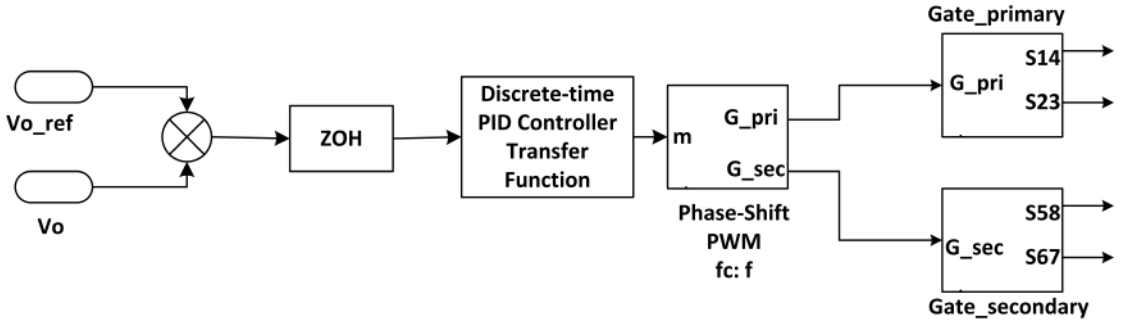 Vo_ref
Vo
ZOH
Discrete-time
PID Controller
Transfer
Function
m
G_pri
G_sec
Phase-Shift
PWM
fc: f
Gate_primary
G_pri
S14
S23
G_sec
S58
S67
Gate_secondary